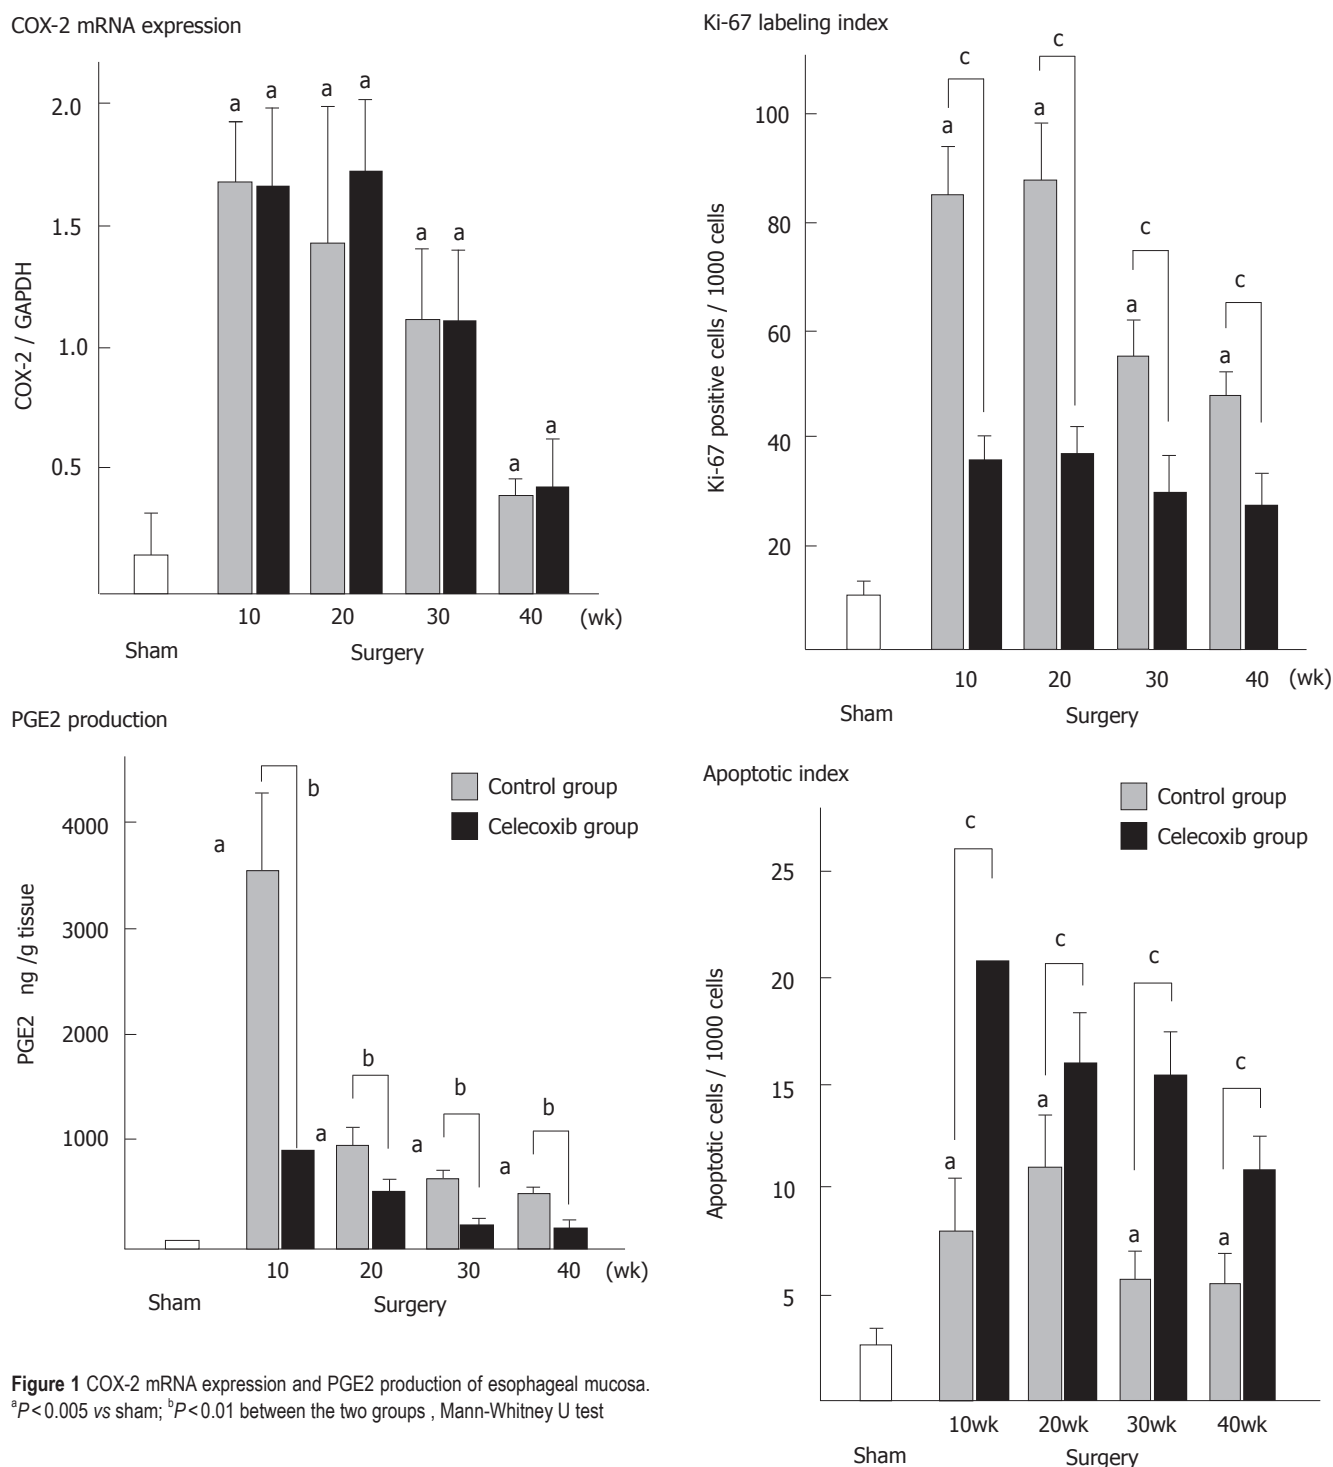 COX-2 mRNA expression
COX-2 / GAPDH
2.0
1.5
1.0
0.5
a a a a a a a a
10 20 30 40 (wk)
Sham Surgery
PGE2 production
Control group
Celecoxib group
PGE2 ng /g tissue
4000
3000
2000
1000
a b a b a b a b
10 20 30 40 (wk)
Sham Surgery
Figure 1 COX-2 mRNA expression and PGE2 production of esophageal mucosa.
aP<0.005 vs sham; bP<0.01 between the two groups , Mann-Whitney U test
Ki-67 labeling index
Ki-67 positive cells / 1000 cells
100
80
60
40
20
a c a c a c a c
10 20 30 40 (wk)
Sham Surgery
Apoptotic index
Control group
Celecoxib group
Apoptotic cells / 1000 cells
25
20
15
10
5
a c a c a c a c
10wk 20wk 30wk 40wk
Sham Surgery